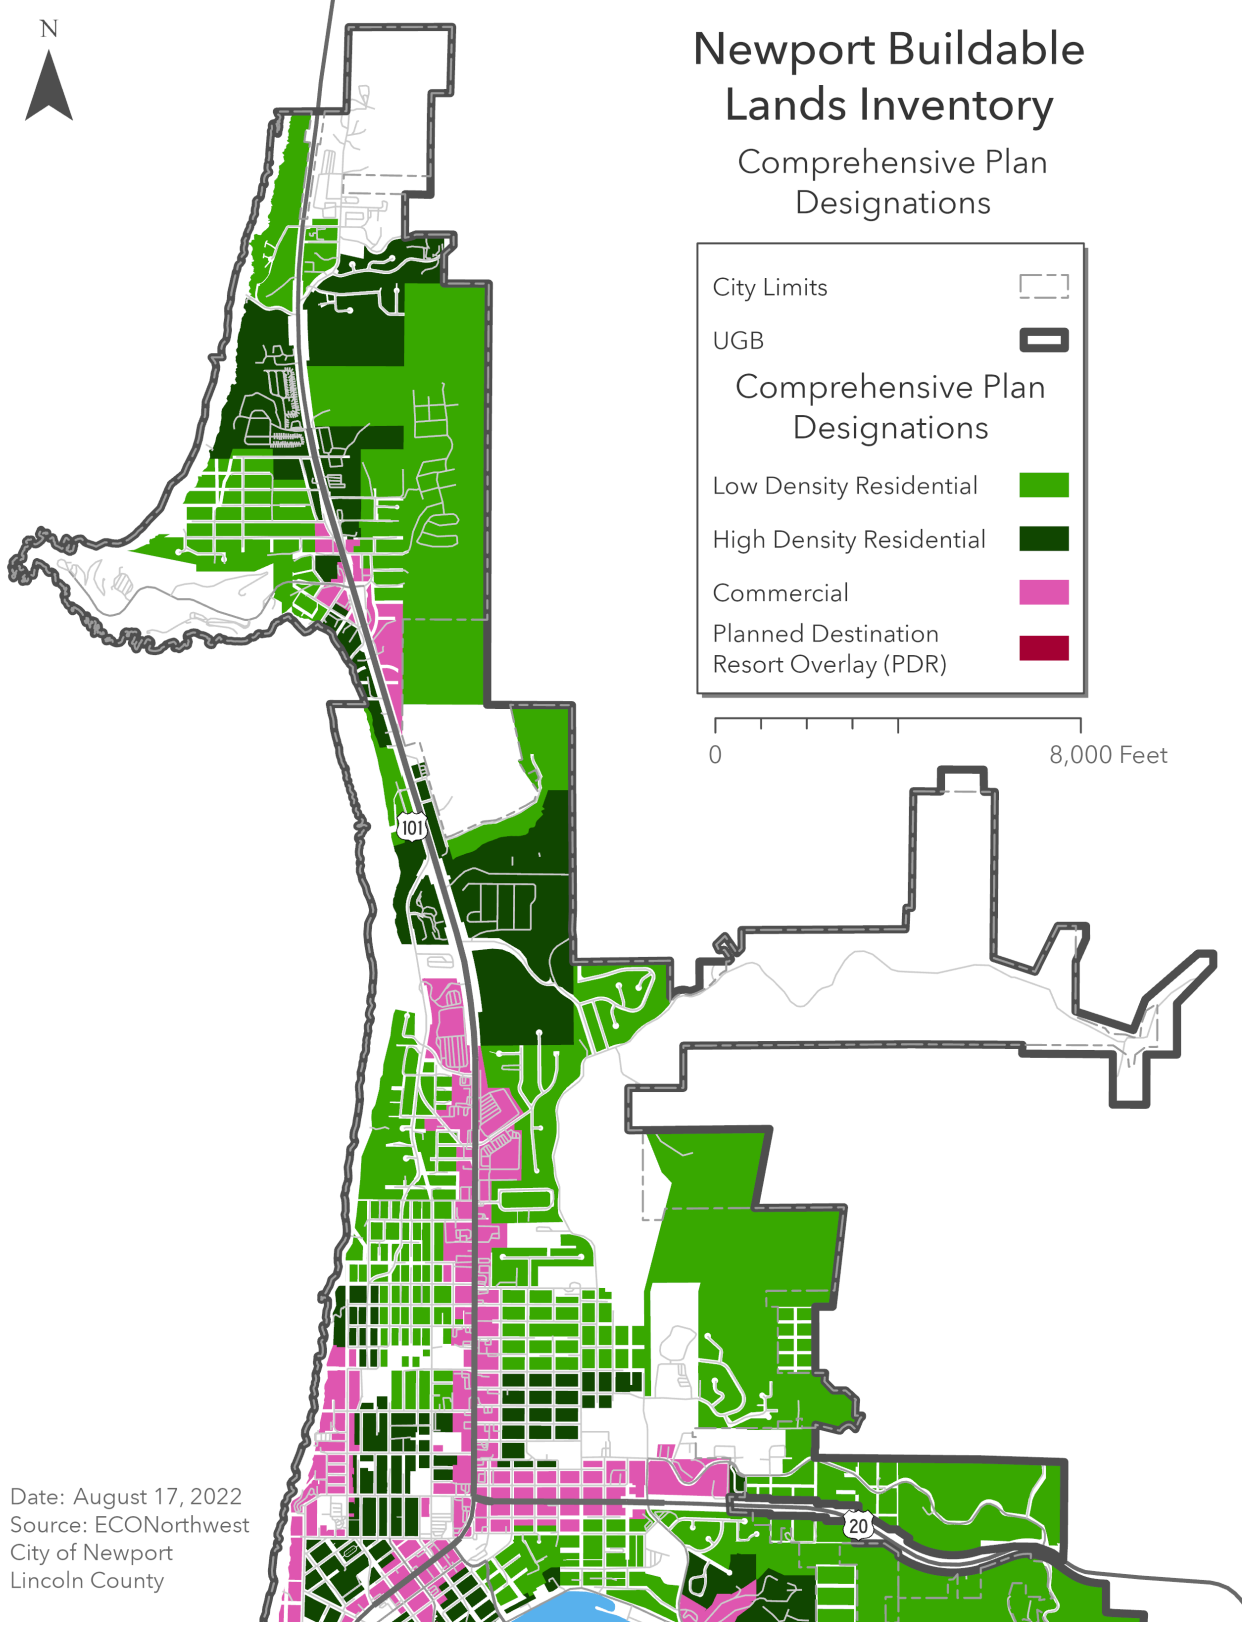 N
Newport Buildable
Lands Inventory
Comprehensive Plan
Designations
City Limits
UGB
Comprehensive Plan
Designations
Low Density Residential
High Density Residential
Commercial
Planned Destination
Resort Overlay (PDR)
0
8,000 Feet
101
20
Date: August 17, 2022
Source: ECONorthwest
City of Newport
Lincoln County